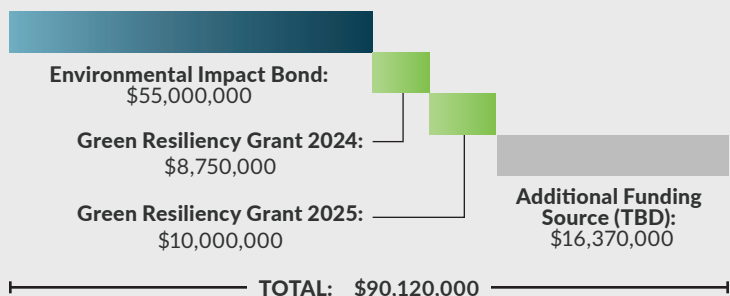 Environmental Impact Bond:
$55,000,000
Green Resiliency Grant 2024:
$8,750,000
Green Resiliency Grant 2025:
$10,000,000
Additional Funding
Source (TBD):
$16,370,000
TOTAL: $90,120,000